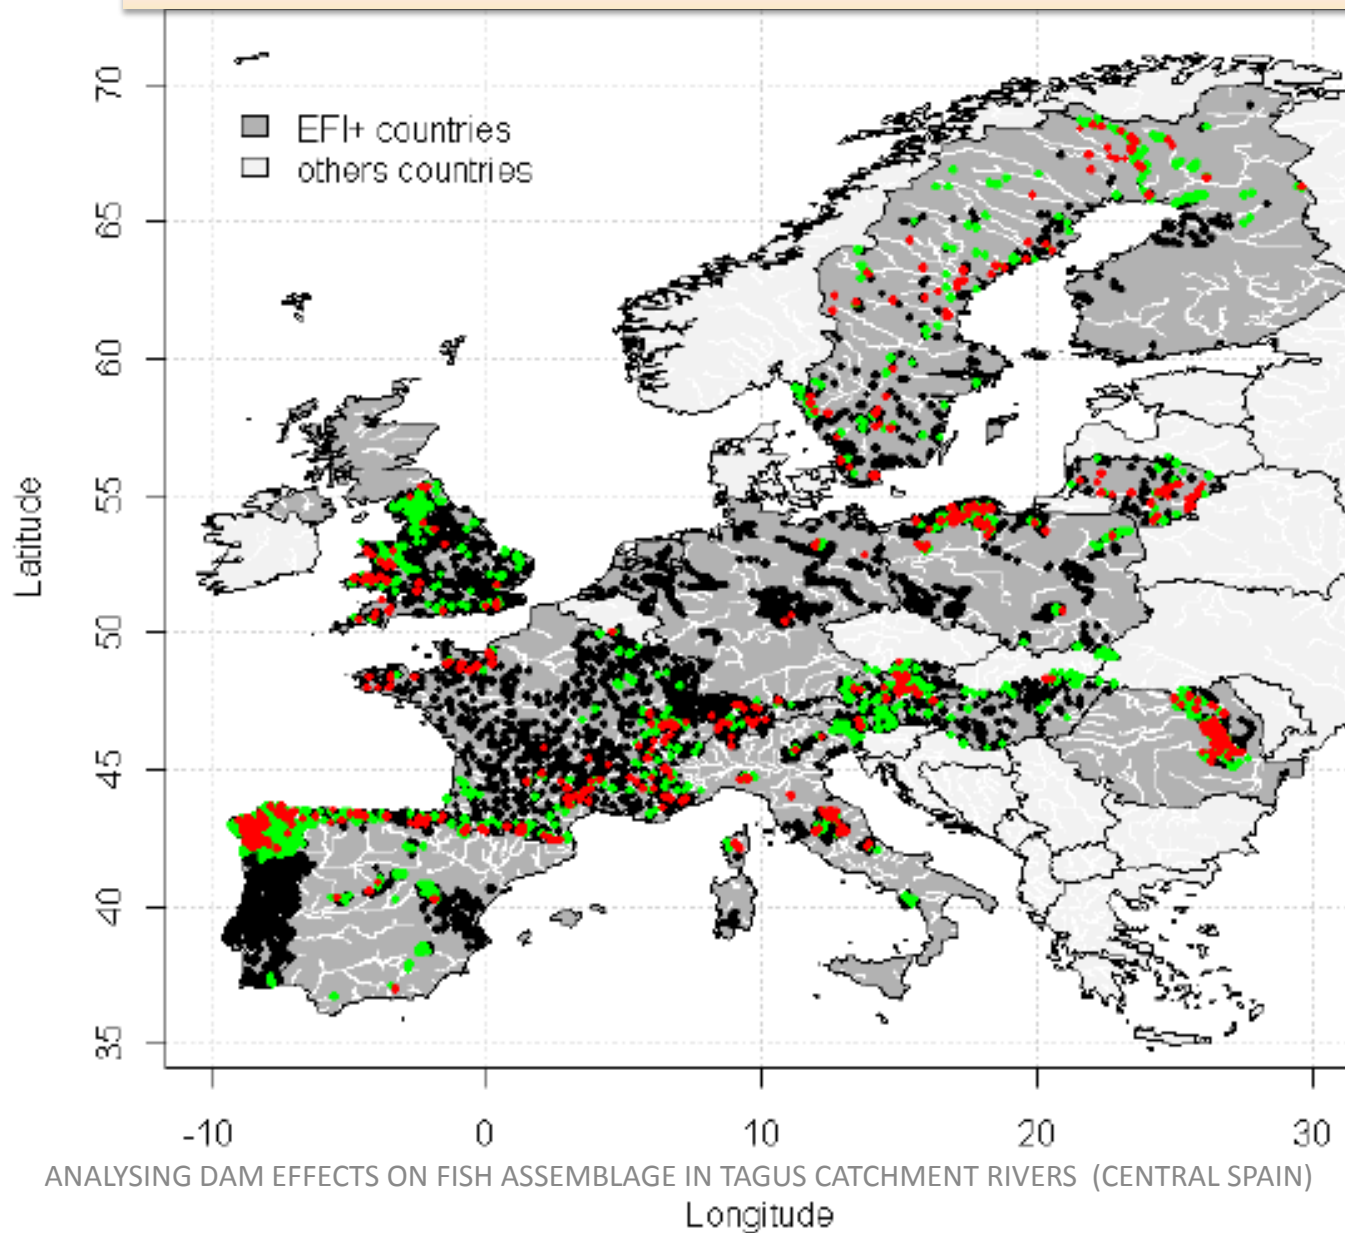 EFI+ countries
others countries
70
65
60
55
50
45
40
35
Latitude
-10
0
10
20
30
ANALYSING DAM EFFECTS ON FISH ASSEMBLAGE IN TAGUS CATCHMENT RIVERS (CENTRAL SPAIN)
Longitude